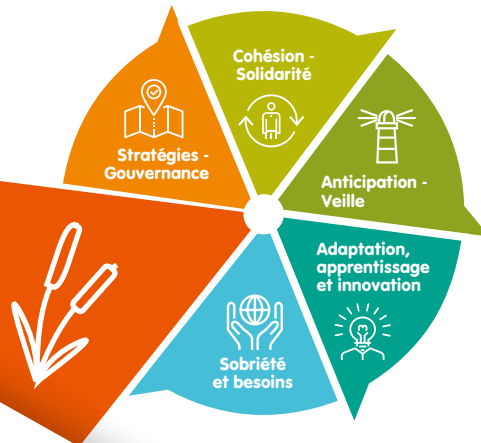 Cohésion -
Solidarité
Stratégies -
Gouvernance
Anticipation -
Veille
Adaptation,
apprentissage
et innovation
Sobriété
et besoins